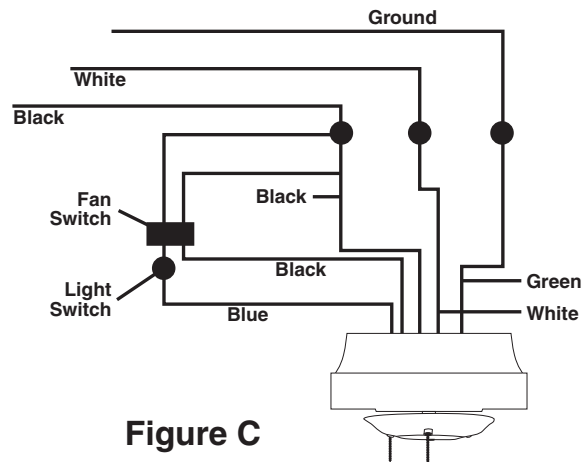 Ground
White
Black
Fan
Switch
Black
Black
Light
Switch
Green
Blue
White
Figure C